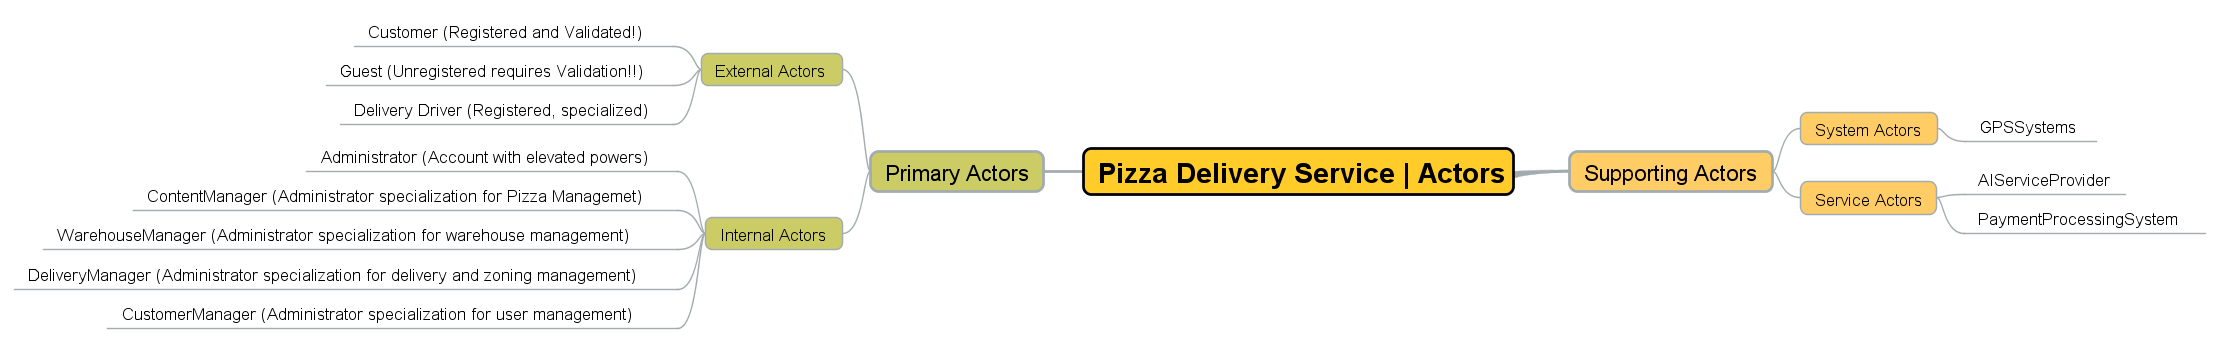 Customer (Registered and Validated!)
Guest (Unregistered requires Validation!!)
Delivery Driver (Registered, specialized)
External Actors
Administrator (Account with elevated powers)
ContentManager (Administrator specialization for Pizza Managemet)
WarehouseManager (Administrator specialization for warehouse management)
DeliveryManager (Administrator specialization for delivery and zoning management)
CustomerManager (Administrator specialization for user management)
Internal Actors
Primary Actors
Pizza Delivery Service | Actors
Supporting Actors
System Actors
GPSSystems
Service Actors
AIServiceProvider
PaymentProcessingSystem